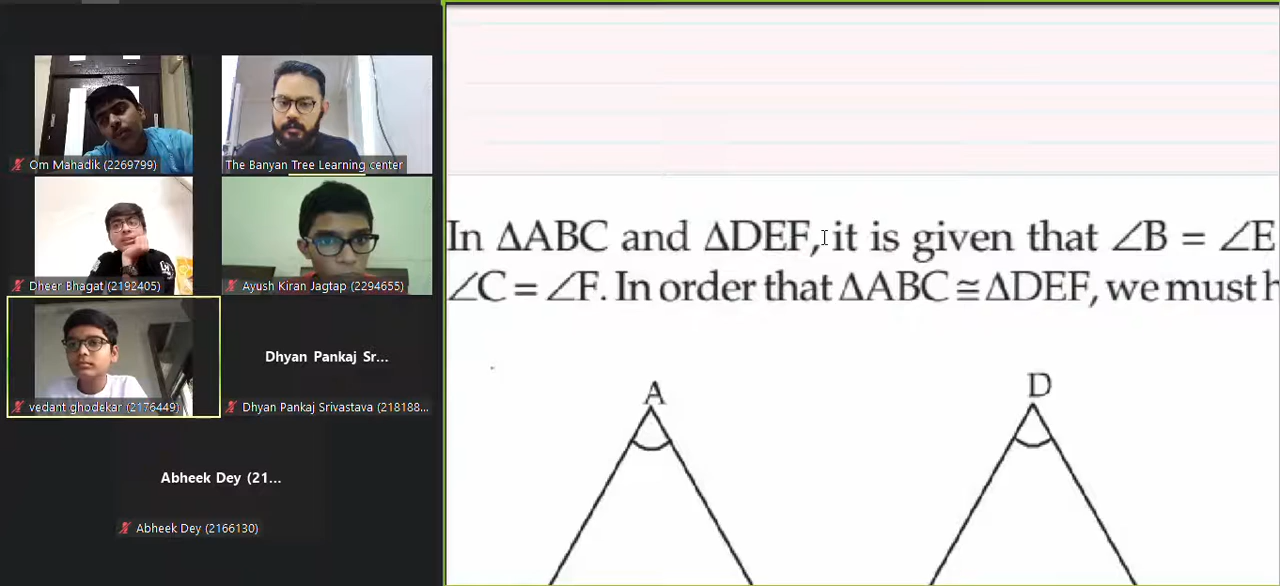 Om Mahadik (2269799)
The Banyan Tree Learning center
Dheer Bhagat (2192405)
Ayush Kiran Jagtap (2294655)
vedant ghodekar (2176449)
Dhyan Pankaj Sr...
Dhyan Pankaj Srivastava (218188...
Abheek Dey (21...
Abheek Dey (2166130)
In ΔABC and ΔDEF, it is given that ∠B = ∠E
∠C = ∠F. In order that ΔABC ≅ ΔDEF, we must h
A
D